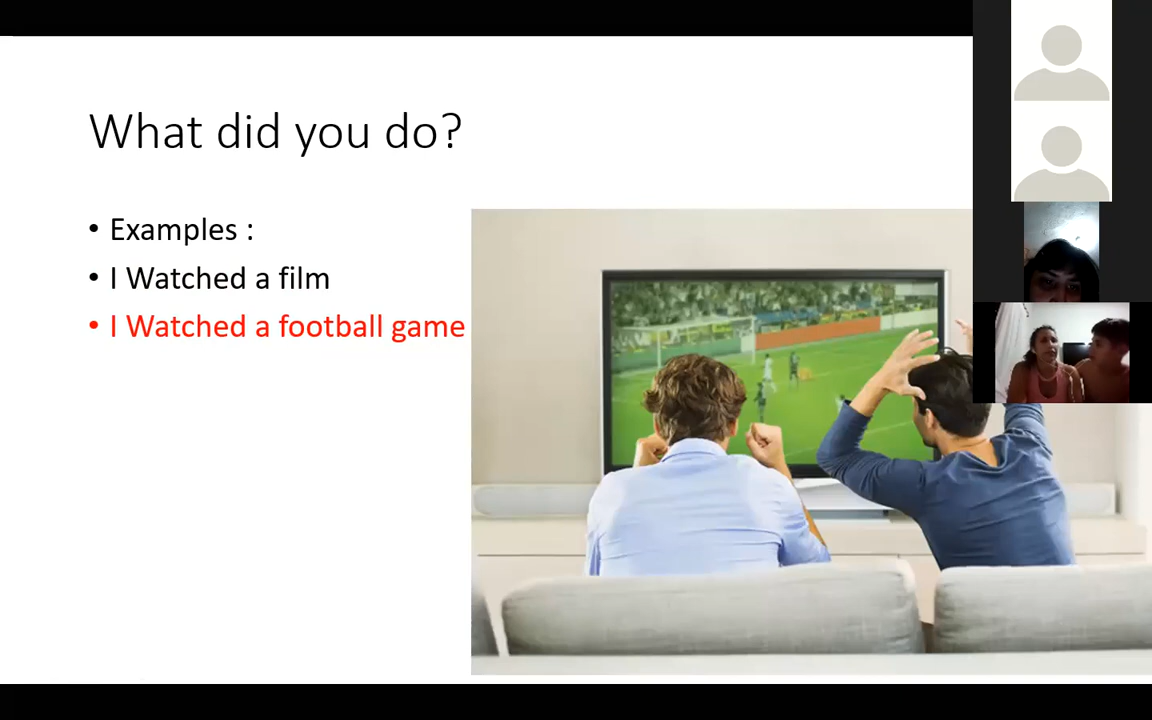 What did you do?
• Examples :
• I Watched a film
• I Watched a football game